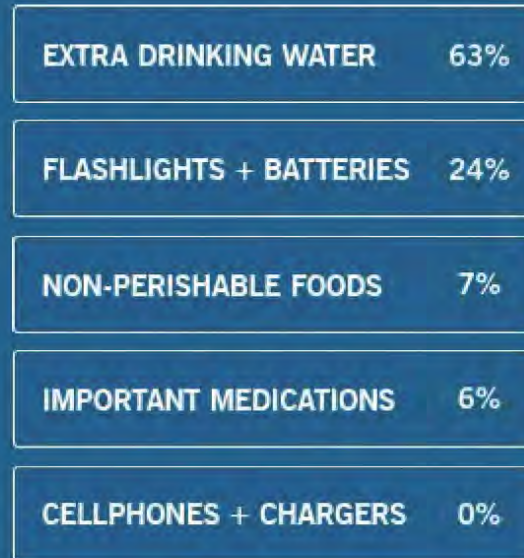 EXTRA DRINKING WATER 63%
FLASHLIGHTS + BATTERIES 24%
NON-PERISHABLE FOODS 7%
IMPORTANT MEDICATIONS 6%
CELLPHONES + CHARGERS 0%